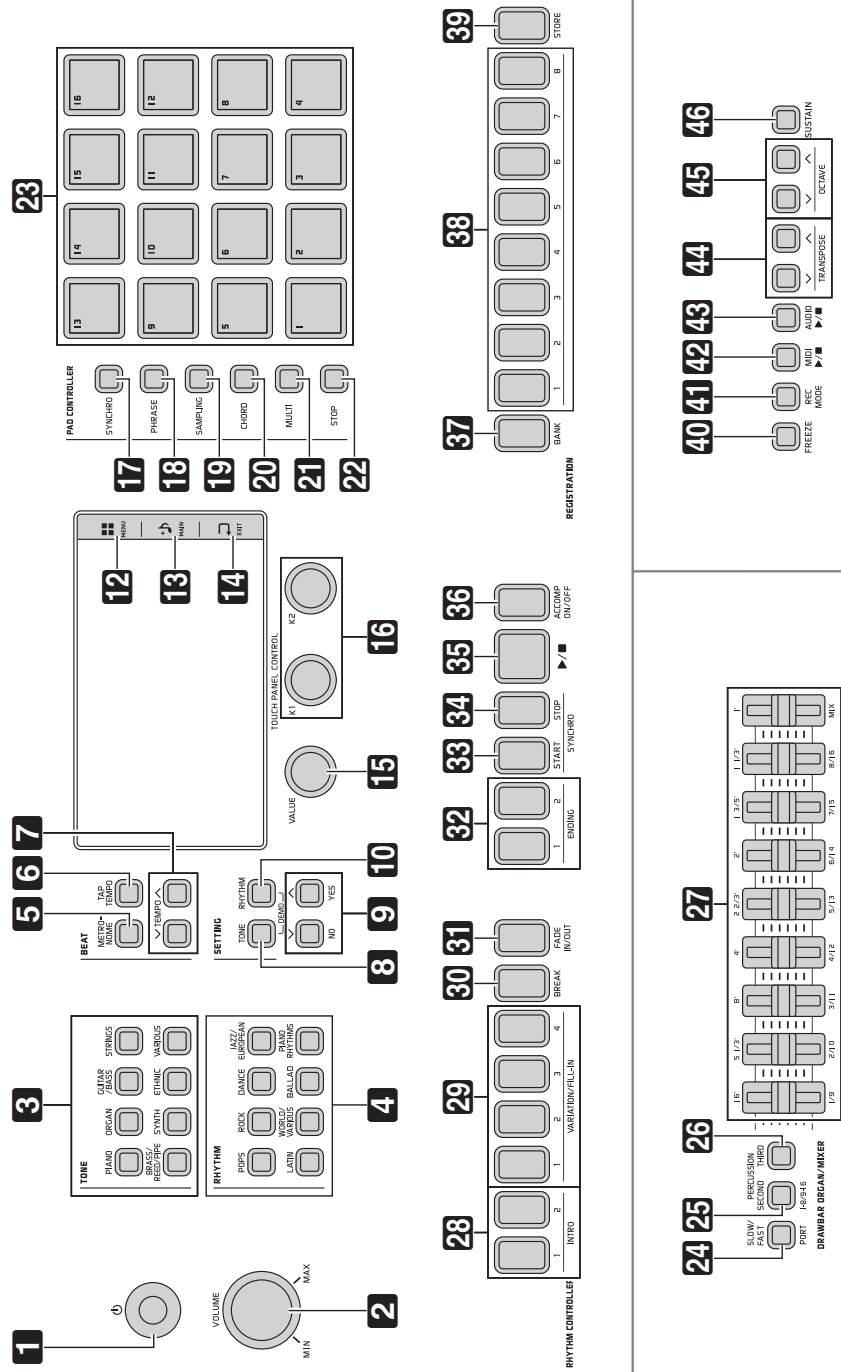 1
2
VOLUME
MIN
MAX
3
TONE
PIANO
ORGAN
GUITAR
/BASS
STRINGS
BRASS/
REED/PIPE
SYNTH
ETHNIC
VARIOUS
RHYTHM
POPS
ROCK
DANCE
JAZZ/
EUROPEAN
LATIN
WORLD/
VARIOUS
BALLAD
PIANO
RHYTHMS
4
5
6
7
BEAT
METRO-
NOME
TAP
TEMPO
TEMPO
SETTING
TONE
RHYTHM
DEMO
NO
YES
8
9
10
12
MENU
13
MAIN
14
EXIT
VALUE
15
TOUCH PANEL CONTROL
K1
K2
16
PAD CONTROLLER
SYNCHRO
PHRASE
SAMPLING
CHORD
MULTI
STOP
17
18
19
20
21
22
23
13
14
15
16
9
10
11
12
5
6
7
8
1
2
3
4
28
29
30
31
32
33
34
35
36
1
2
INTRO
1
2
3
4
VARIATION/FILL-IN
BREAK
FADE
IN/OUT
1
2
ENDING
START
STOP
SYNCHRO
▶/■
ACCOMP
ON/OFF
RHYTHM CONTROLLER
37
38
39
BANK
1
2
3
4
5
6
7
8
STORE
REGISTRATION
24
25
26
27
SLOW/
FAST
PERCUSSION
SECOND
THIRD
PORT
1-8/9-16
DRAWBAR ORGAN/MIXER
16'
5 1/3'
8'
4'
2 2/3'
2'
1 3/5'
1 1/3'
1'
1/9
2/10
3/11
4/12
5/13
6/14
7/15
8/16
MIX
40
41
42
43
44
45
46
FREEZE
REC
MODE
MIDI
▶/■
AUDIO
▶/■
TRANSPOSE
OCTAVE
SUSTAIN